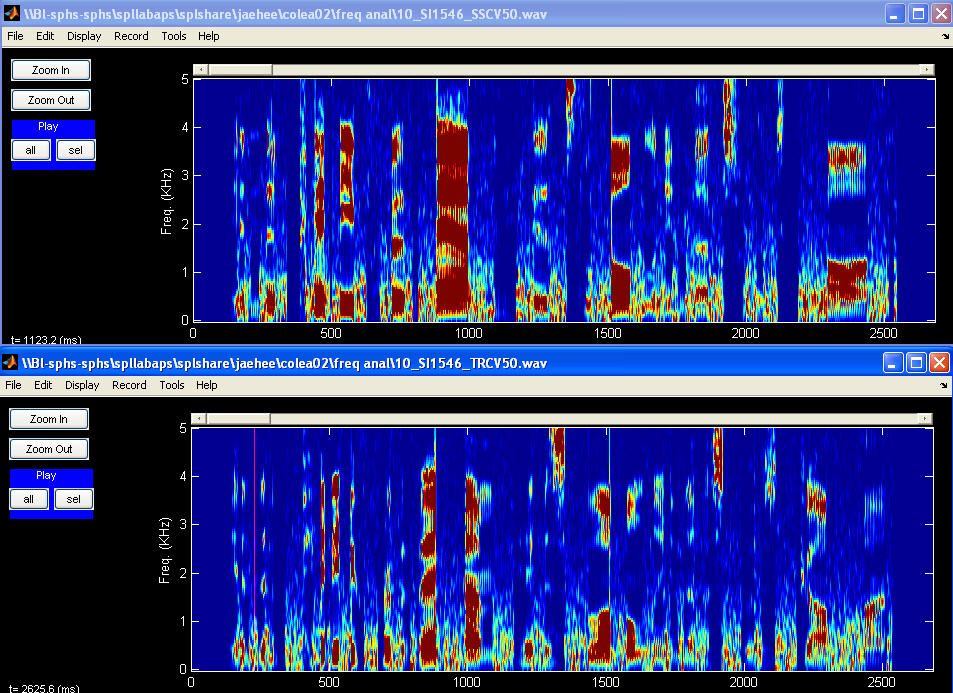 \\Bl-sphs-sphs\spllabaps\splshare\jaehee\colea02\freq anal\10_SI1546_SSCV50.wav
File Edit Display Record Tools Help
Zoom In
Zoom Out
Play
all sel
5
4
3
2
1
0
Freq. (KHz)
0 500 1000 1500 2000 2500
t= 1123.2 (ms)
\\Bl-sphs-sphs\spllabaps\splshare\jaehee\colea02\freq anal\10_SI1546_TRCV50.wav
File Edit Display Record Tools Help
Zoom In
Zoom Out
Play
all sel
5
4
3
2
1
0
Freq. (KHz)
0 500 1000 1500 2000 2500
t= 2625.6 (ms)